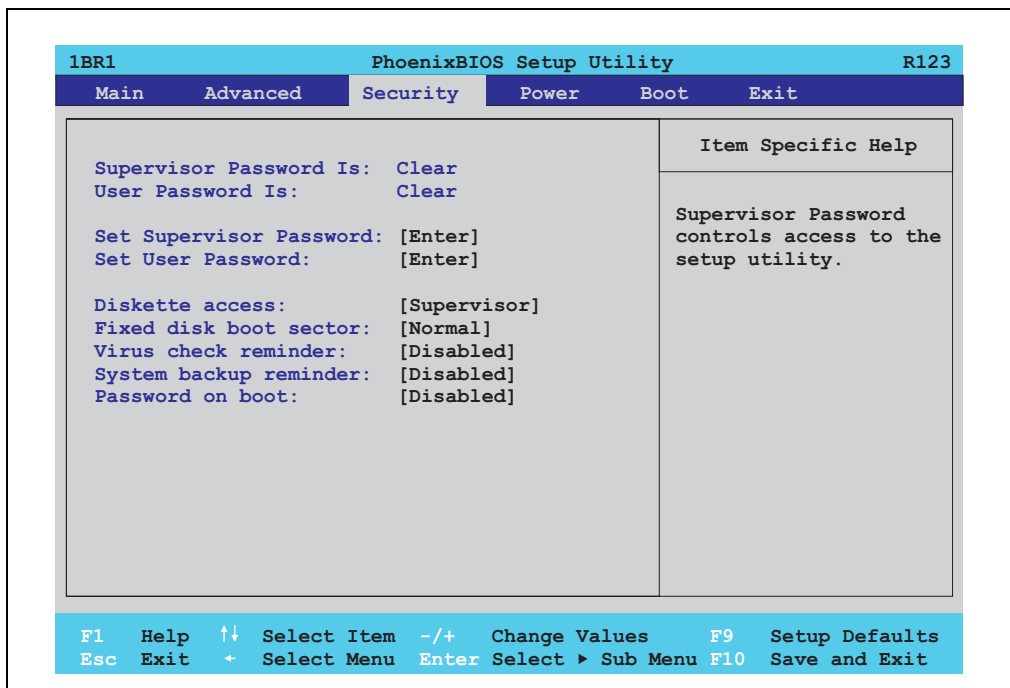 1BR1 PhoenixBIOS Setup Utility R123
Main Advanced Security Power Boot Exit
Item Specific Help
Supervisor Password Is: Clear
User Password Is: Clear
Set Supervisor Password: [Enter]
Set User Password: [Enter]
Diskette access: [Supervisor]
Fixed disk boot sector: [Normal]
Virus check reminder: [Disabled]
System backup reminder: [Disabled]
Password on boot: [Disabled]
Supervisor Password
controls access to the
setup utility.
F1 Help ↑↓ Select Item -/+ Change Values F9 Setup Defaults
Esc Exit ← Select Menu Enter Select ▶ Sub Menu F10 Save and Exit